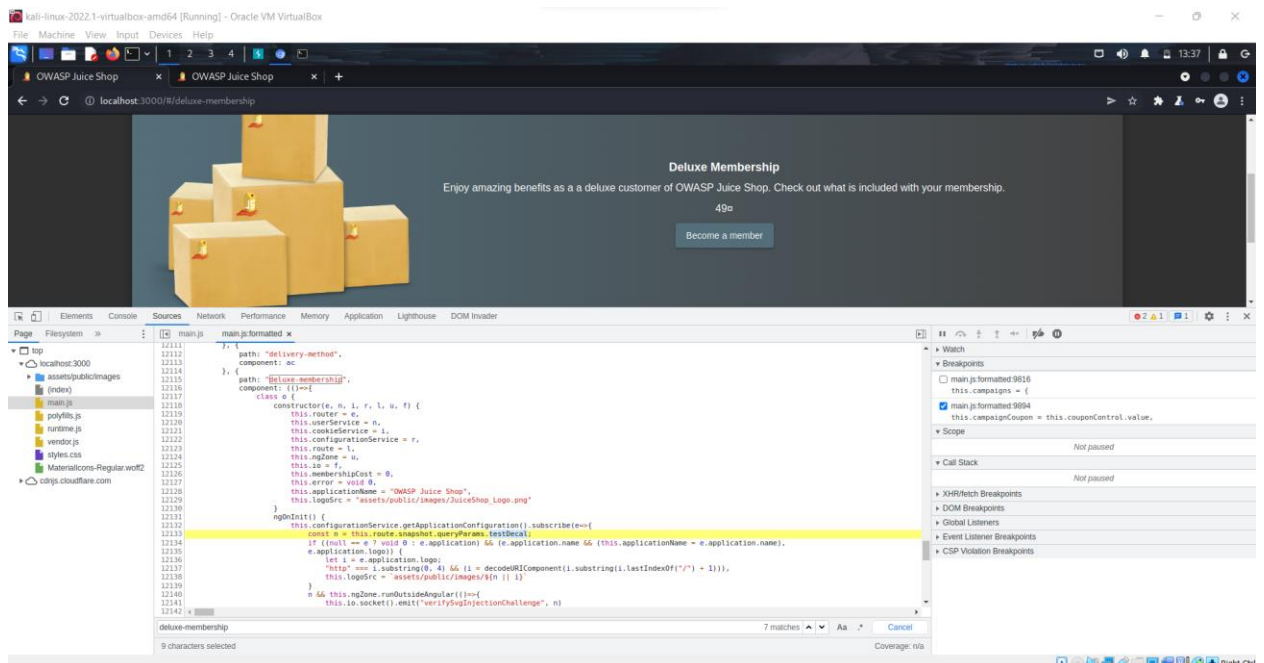 kali-linux-2022.1-virtualbox-amd64 [Running] - Oracle VM VirtualBox
File Machine View Input Devices Help
1 2 3 4 13:37
OWASP Juice Shop × OWASP Juice Shop × +
localhost:3000/#/deluxe-membership
Deluxe Membership
Enjoy amazing benefits as a a deluxe customer of OWASP Juice Shop. Check out what is included with your membership.
49¤
Become a member
Elements Console Sources Network Performance Memory Application Lighthouse DOM Invader 2 1 1
Page Filesystem » main.js main.js:formatted ×
top
localhost:3000
assets/public/images
(index)
main.js
polyfills.js
runtime.js
vendor.js
styles.css
MaterialIcons-Regular.woff2
cdnjs.cloudflare.com
12111 }, {
12112 path: "delivery-method",
12113 component: ac
12114 }, {
12115 path: "deluxe-membership",
12116 component: (()=>{
12117 class o {
12118 constructor(e, n, i, r, l, u, f) {
12119 this.router = e,
12120 this.userService = n,
12121 this.cookieService = i,
12122 this.configurationService = r,
12123 this.route = l,
12124 this.ngZone = u,
12125 this.io = f,
12126 this.membershipCost = 0,
12127 this.error = void 0,
12128 this.applicationName = "OWASP Juice Shop",
12129 this.logoSrc = "assets/public/images/JuiceShop_Logo.png"
12130 }
12131 ngOnInit() {
12132 this.configurationService.getApplicationConfiguration().subscribe(e=>{
12133 const n = this.route.snapshot.queryParams.testDecal;
12134 if ((null == e ? void 0 : e.application) && (e.application.name && (this.applicationName = e.application.name),
12135 e.application.logo)) {
12136 let i = e.application.logo;
12137 "http" === i.substring(0, 4) && (i = decodeURIComponent(i.substring(i.lastIndexOf("/") + 1))),
12138 this.logoSrc = `assets/public/images/${n || i}`
12139 }
12140 n && this.ngZone.runOutsideAngular(()=>{
12141 this.io.socket().emit("verifySvgInjectionChallenge", n)
12142
deluxe-membership 7 matches Aa .* Cancel
9 characters selected Coverage: n/a
Watch
Breakpoints
main.js:formatted:9816
this.campaigns = {
main.js:formatted:9894
this.campaignCoupon = this.couponControl.value,
Scope
Not paused
Call Stack
Not paused
XHR/fetch Breakpoints
DOM Breakpoints
Global Listeners
Event Listener Breakpoints
CSP Violation Breakpoints
Right Ctrl